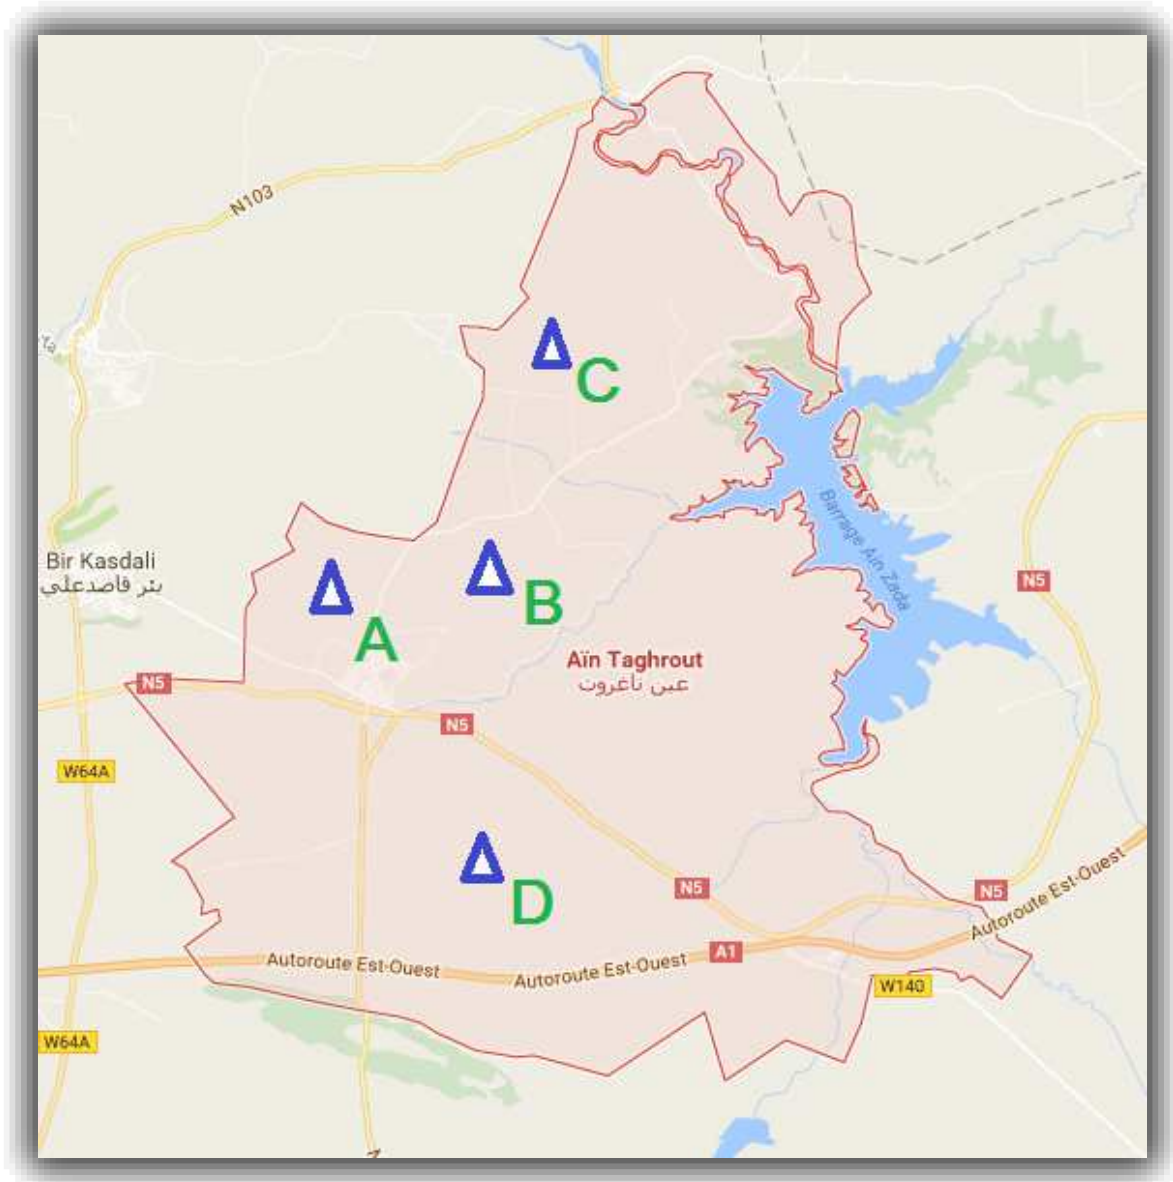 N103
ta
C
Barrage Aïn Zada
Bir Kasdali
بئر قاصدعلي
N5
B
A
Aïn Taghrout
عين تاغروت
N5
N5
W64A
D
N5
N5
Autoroute Est-Ouest
A1
Autoroute Est-Ouest
Autoroute Est-Ouest
W140
W64A